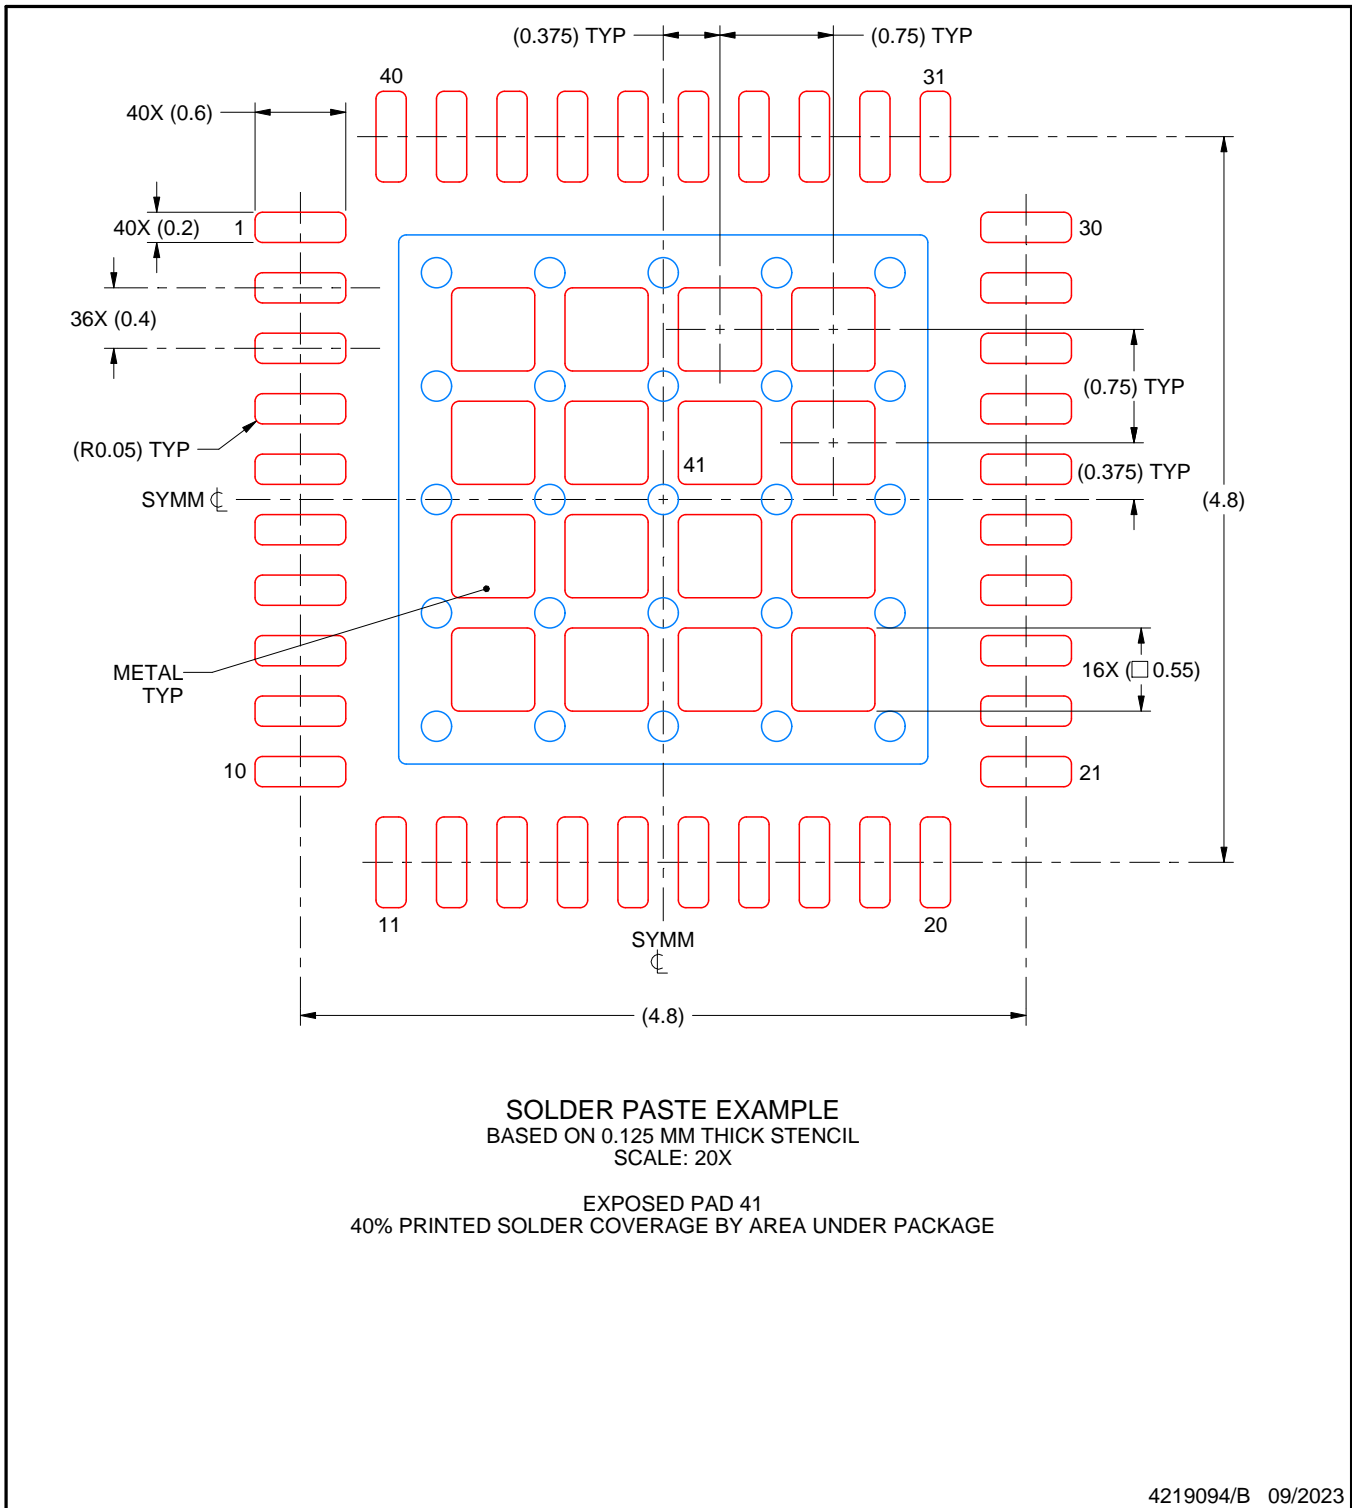 (0.375) TYP
(0.75) TYP
40
31
40X (0.6)
40X (0.2)
1
30
36X (0.4)
(0.75) TYP
(R0.05) TYP
41
(0.375) TYP
SYMM ℄
(4.8)
METAL
TYP
16X (□ 0.55)
10
21
11
20
SYMM
℄
(4.8)
SOLDER PASTE EXAMPLE
BASED ON 0.125 MM THICK STENCIL
SCALE: 20X
EXPOSED PAD 41
40% PRINTED SOLDER COVERAGE BY AREA UNDER PACKAGE
4219094/B 09/2023